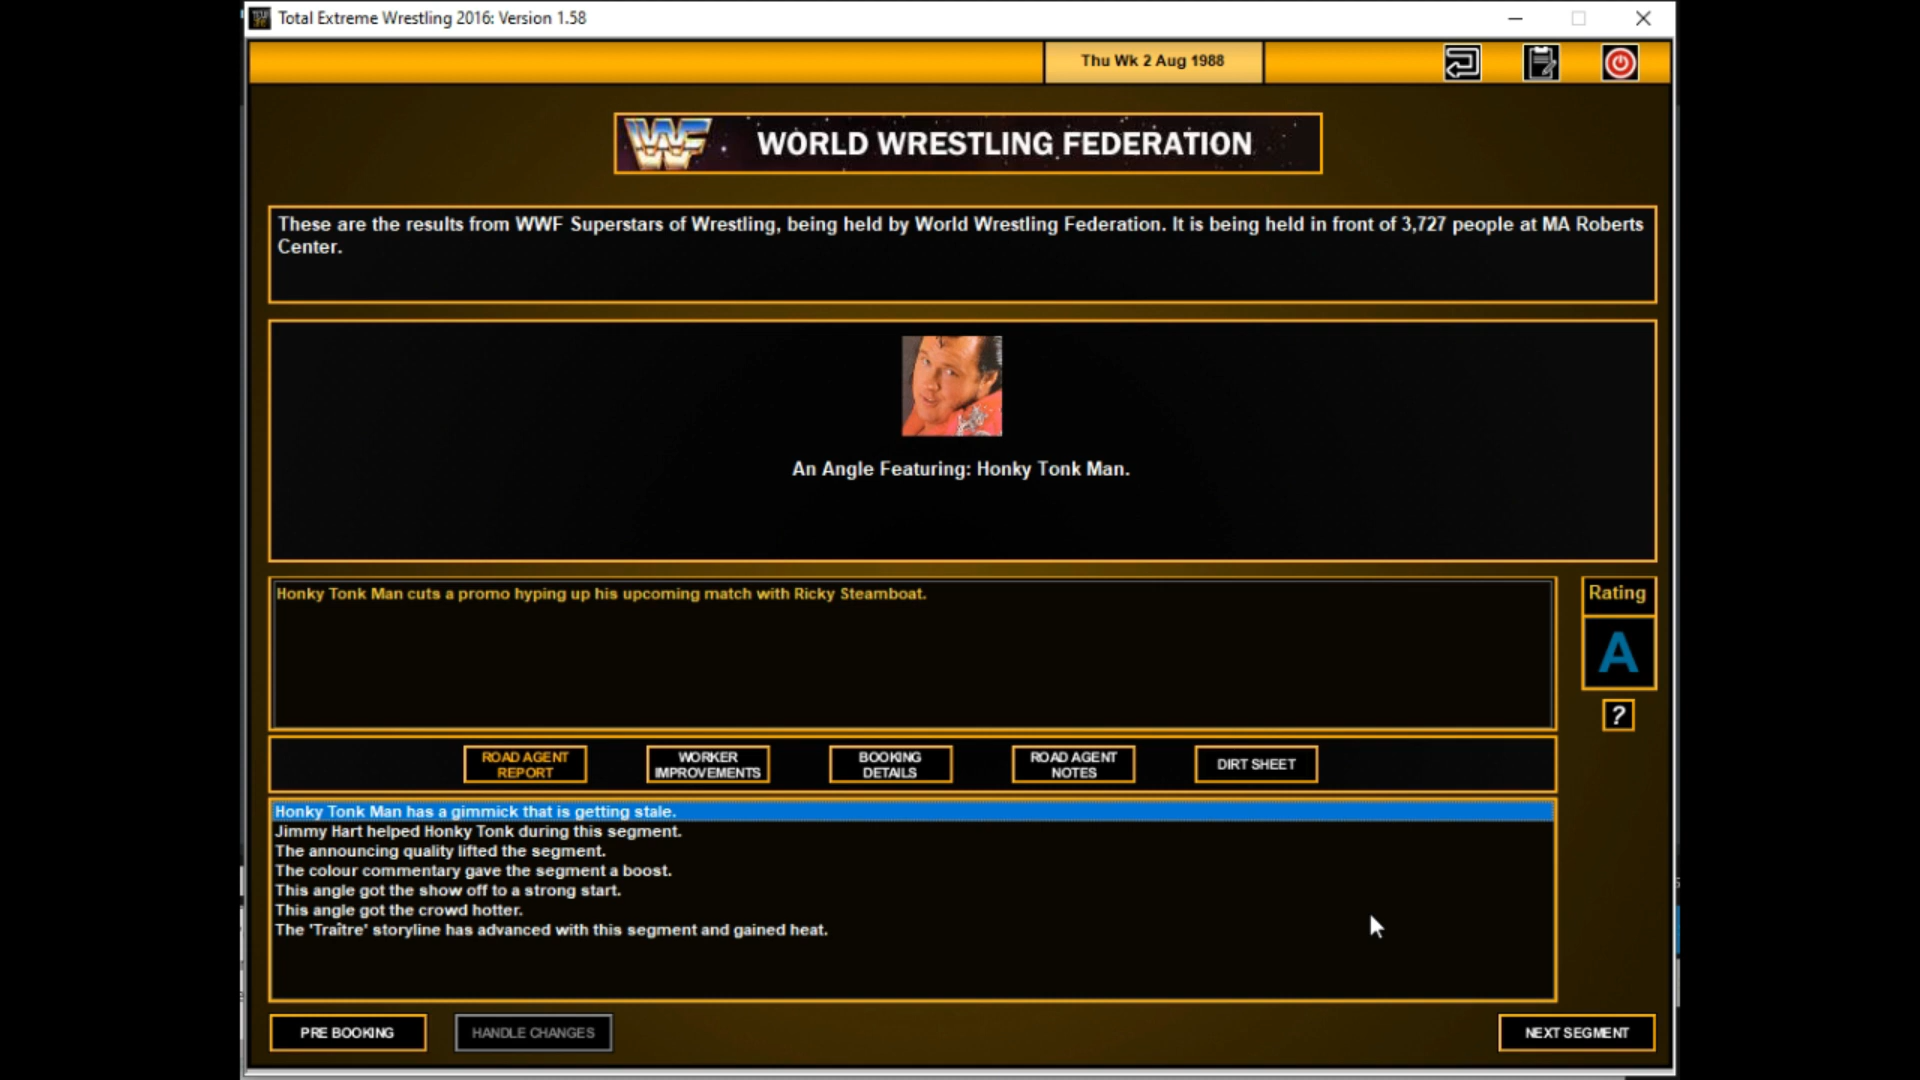 Total Extreme Wrestling 2016: Version 1.58
Thu Wk 2 Aug 1988
WF WORLD WRESTLING FEDERATION
These are the results from WWF Superstars of Wrestling, being held by World Wrestling Federation. It is being held in front of 3,727 people at MA Roberts
Center.
An Angle Featuring: Honky Tonk Man.
Honky Tonk Man cuts a promo hyping up his upcoming match with Ricky Steamboat.
Rating
A
?
ROAD AGENT
REPORT
WORKER
IMPROVEMENTS
BOOKING
DETAILS
ROAD AGENT
NOTES
DIRT SHEET
Honky Tonk Man has a gimmick that is getting stale.
Jimmy Hart helped Honky Tonk during this segment.
The announcing quality lifted the segment.
The colour commentary gave the segment a boost.
This angle got the show off to a strong start.
This angle got the crowd hotter.
The 'Traître' storyline has advanced with this segment and gained heat.
PRE BOOKING
HANDLE CHANGES
NEXT SEGMENT